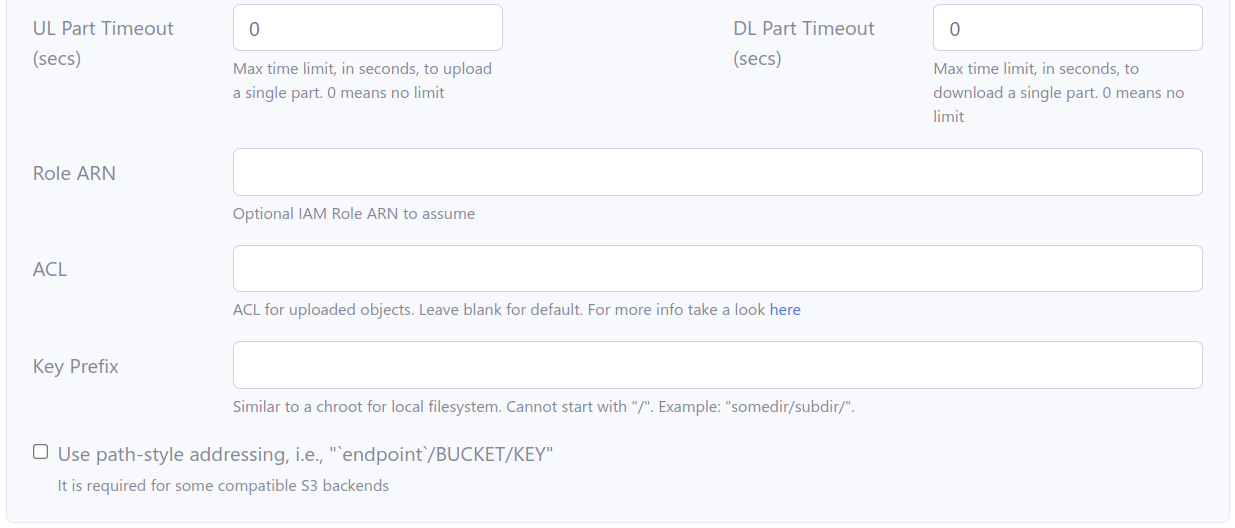 UL Part Timeout
(secs)
0
Max time limit, in seconds, to upload
a single part. 0 means no limit
DL Part Timeout
(secs)
0
Max time limit, in seconds, to
download a single part. 0 means no
limit
Role ARN
Optional IAM Role ARN to assume
ACL
ACL for uploaded objects. Leave blank for default. For more info take a look here
Key Prefix
Similar to a chroot for local filesystem. Cannot start with "/". Example: "somedir/subdir/".
Use path-style addressing, i.e., "`endpoint`/BUCKET/KEY"
It is required for some compatible S3 backends